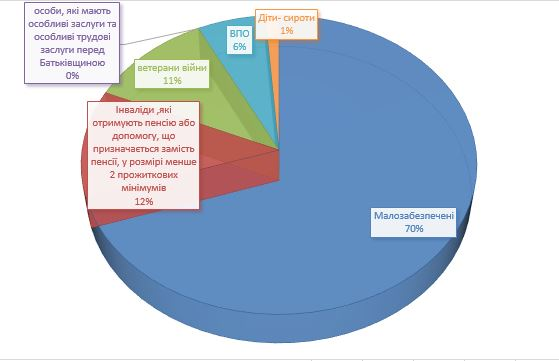 особи, які мають
особливі заслуги та
особливі трудові
заслуги перед
Батьківщиною
0%
ветерани війни
11%
ВПО
6%
Діти- сироти
1%
Інваліди ,які
отримують пенсію або
допомогу, що
призначається замість
пенсії, у розмірі менше
2 прожиткових
мінімумів
12%
Малозабезпечені
70%